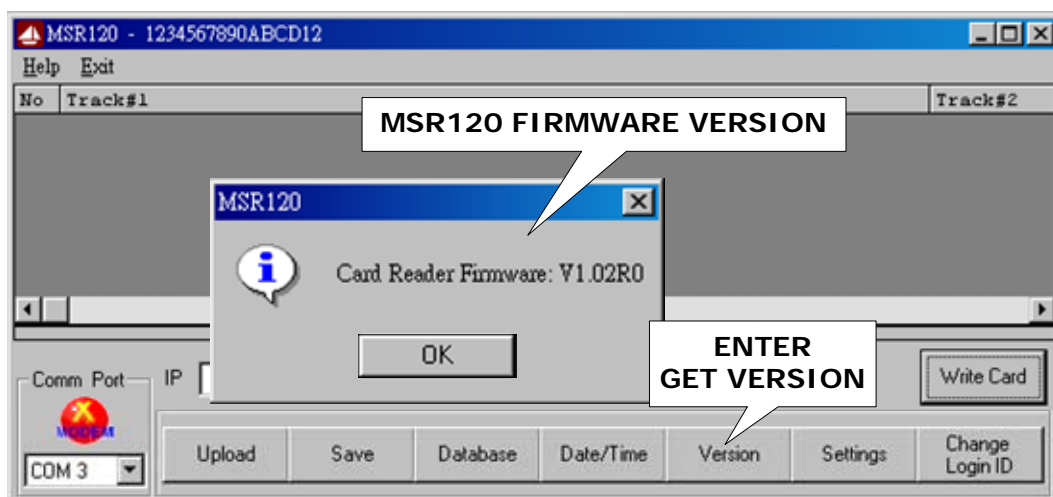 MSR120 - 1234567890ABCD12
Help Exit
No Track#1 Track#2
MSR120 FIRMWARE VERSION
MSR120
Card Reader Firmware: V1.02R0
OK
ENTER
GET VERSION
Comm Port
IP
Write Card
X
MODEM
COM 3
Upload
Save
Database
Date/Time
Version
Settings
Change
Login ID